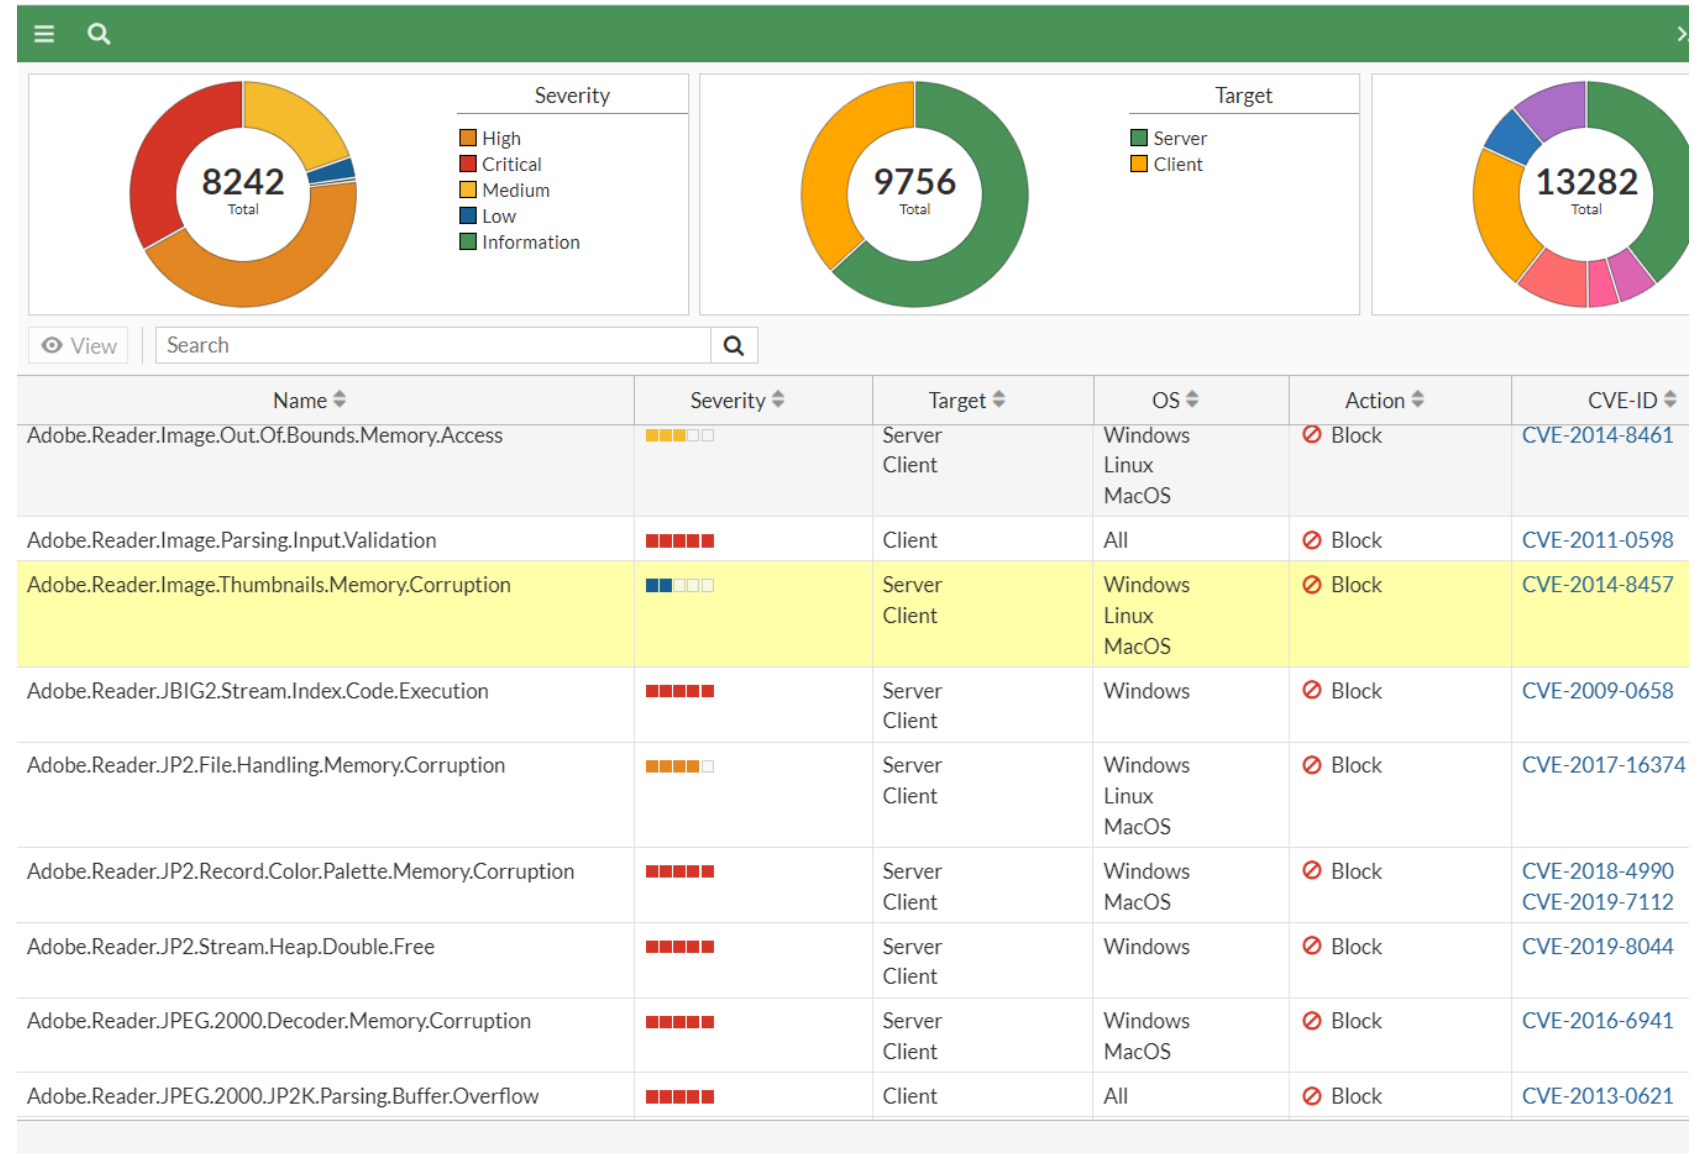 Severity
High
Critical
Medium
Low
Information
8242
Total
Target
Server
Client
9756
Total
13282
Total
View
Search
Name Severity Target OS Action CVE-ID
Adobe.Reader.Image.Out.Of.Bounds.Memory.Access Server Windows Block CVE-2014-8461
Client Linux
MacOS
Adobe.Reader.Image.Parsing.Input.Validation Client All Block CVE-2011-0598
Adobe.Reader.Image.Thumbnails.Memory.Corruption Server Windows Block CVE-2014-8457
Client Linux
MacOS
Adobe.Reader.JBIG2.Stream.Index.Code.Execution Server Windows Block CVE-2009-0658
Client
Adobe.Reader.JP2.File.Handling.Memory.Corruption Server Windows Block CVE-2017-16374
Client Linux
MacOS
Adobe.Reader.JP2.Record.Color.Palette.Memory.Corruption Server Windows Block CVE-2018-4990
Client MacOS CVE-2019-7112
Adobe.Reader.JP2.Stream.Heap.Double.Free Server Windows Block CVE-2019-8044
Client
Adobe.Reader.JPEG.2000.Decoder.Memory.Corruption Server Windows Block CVE-2016-6941
Client MacOS
Adobe.Reader.JPEG.2000.JP2K.Parsing.Buffer.Overflow Client All Block CVE-2013-0621